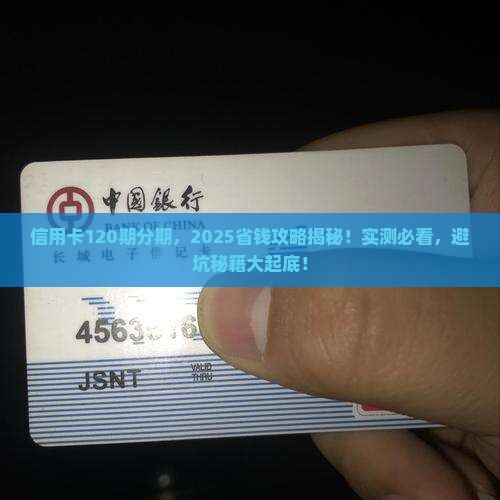 中国银行
BANK OF CHINA
信用卡120期分期，2025省钱攻略揭秘！实测必看，避
坑秘籍大起底！
长城电子借记卡
4563
JSNT
VALID
THRU